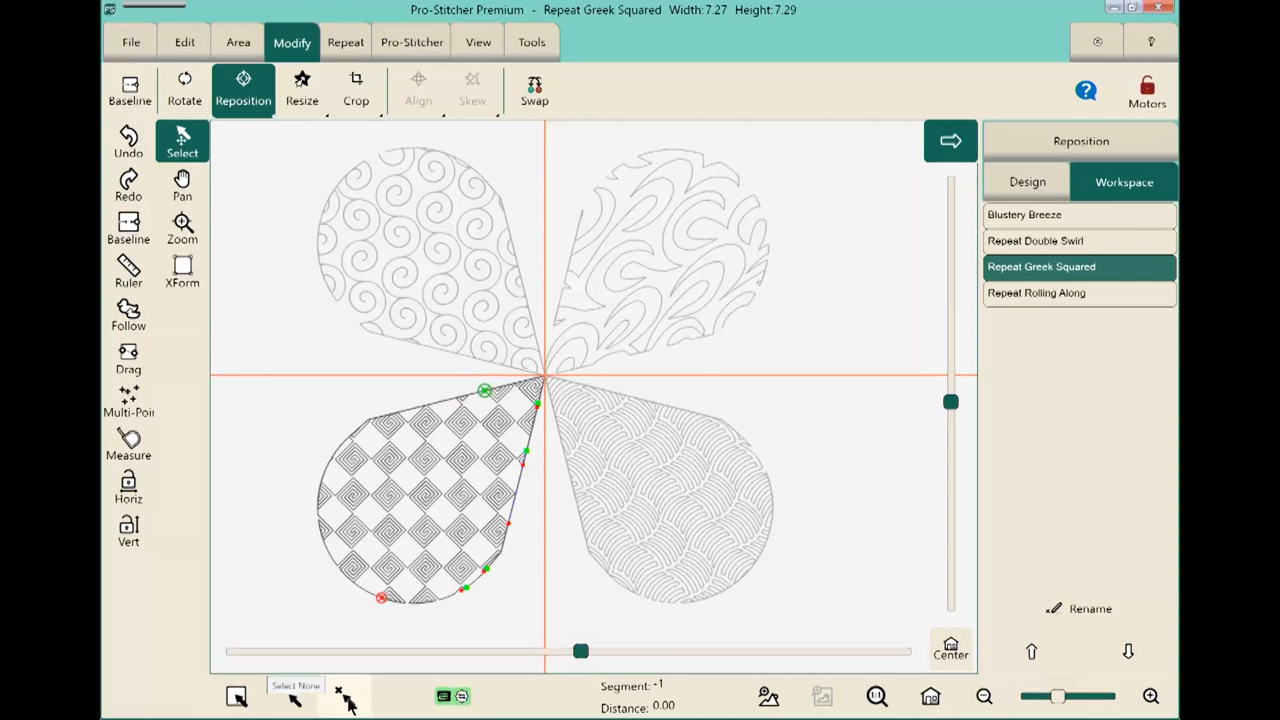 Pro-Stitcher Premium - Repeat Greek Squared Width:7.27 Height:7.29
File Edit Area Modify Repeat Pro-Stitcher View Tools
Baseline Rotate Reposition Resize Crop Align Skew Swap Motors
Undo Select
Redo Pan
Baseline Zoom
Ruler XForm
Follow
Drag
Multi-Poi
Measure
Horiz
Vert
Reposition
Design Workspace
Blustery Breeze
Repeat Double Swirl
Repeat Greek Squared
Repeat Rolling Along
Rename
Center
Select None
Segment: -1
Distance: 0.00